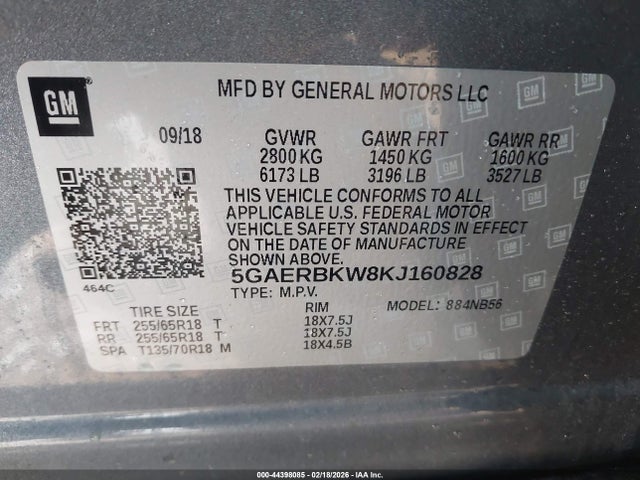 GM
MFD BY GENERAL MOTORS LLC
09/18 GVWR GAWR FRT GAWR RR
2800 KG 1450 KG 1600 KG
6173 LB 3196 LB 3527 LB
THIS VEHICLE CONFORMS TO ALL
APPLICABLE U.S. FEDERAL MOTOR
VEHICLE SAFETY STANDARDS IN EFFECT
ON THE DATE OF MANUFACTURE
SHOWN ABOVE.
464C 5GAERBKW8KJ160828
TYPE: M.P.V. MODEL: 884NB56
TIRE SIZE RIM
FRT 255/65R18 T 18X7.5J
RR 255/65R18 T 18X7.5J
SPA T135/70R18 M 18X4.5B
000-44398085 - 02/18/2026 - IAA Inc.